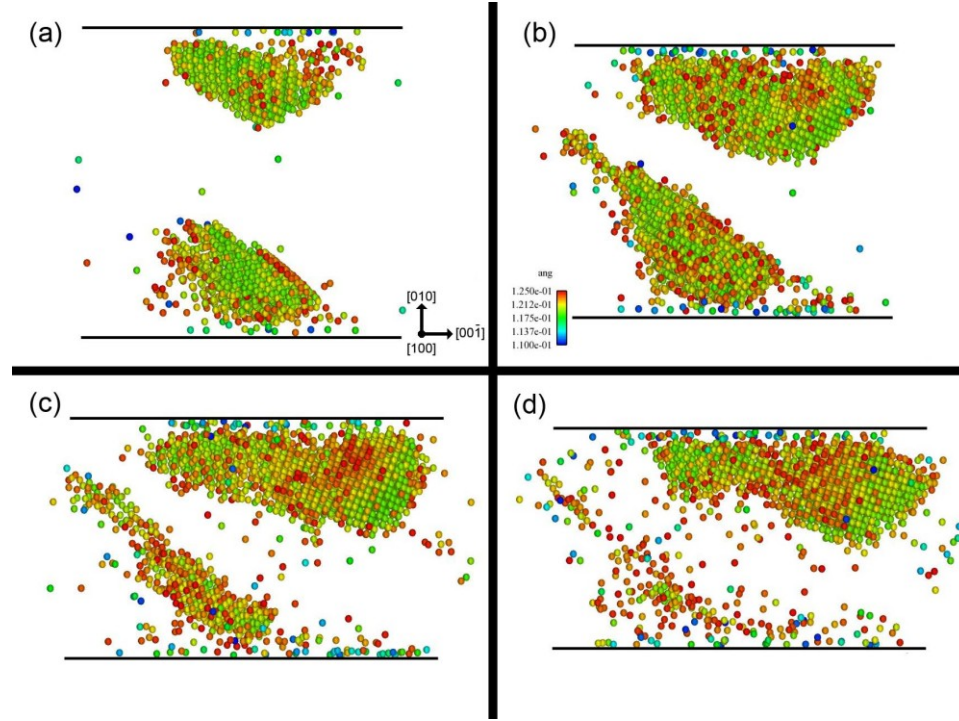 (a)
[010]
[001̄]
[100]
(b)
ang
1.250e-01
1.212e-01
1.175e-01
1.137e-01
1.100e-01
(c)
(d)